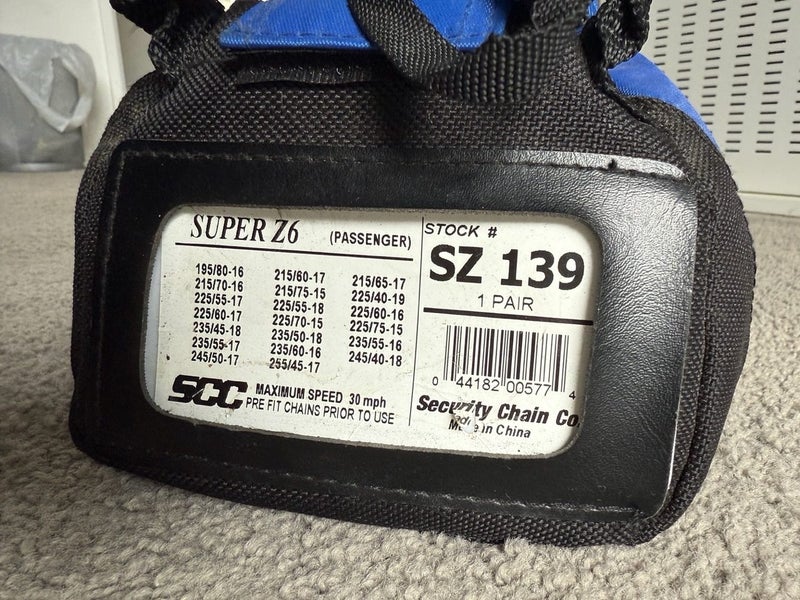 SUPER Z6 (PASSENGER)
195/80-16 215/60-17 215/65-17
215/70-16 215/75-15 225/40-19
225/55-17 225/55-18 225/60-16
225/60-17 225/70-15 225/75-15
235/45-18 235/50-18 235/55-16
235/55-17 235/60-16 245/40-18
245/50-17 255/45-17
SCC MAXIMUM SPEED 30 mph
PRE FIT CHAINS PRIOR TO USE
STOCK #
SZ 139
1 PAIR
0 44182 00577 4
Security Chain Co.
Made in China